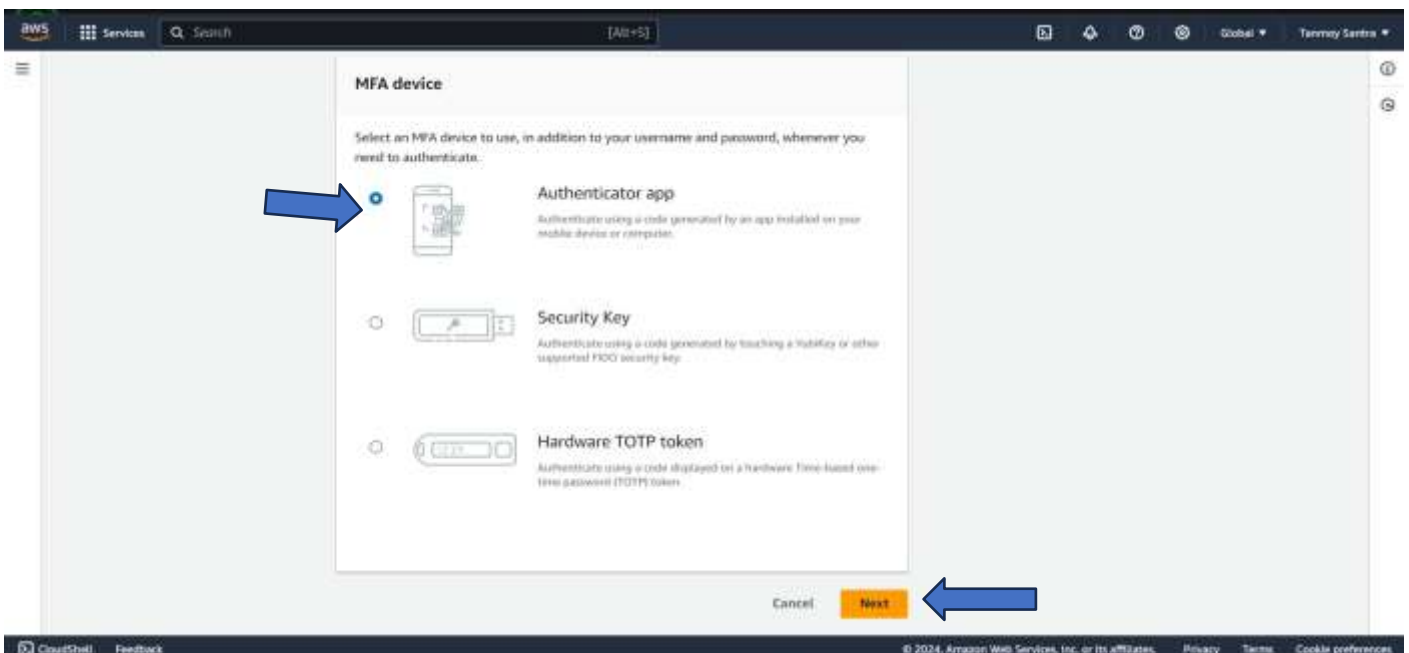 aws
Services
Search
[Alt+S]
Global
Tanmoy Santra
MFA device
Select an MFA device to use, in addition to your username and password, whenever you
need to authenticate.
Authenticator app
Authenticate using a code generated by an app installed on your
mobile device or computer.
Security Key
Authenticate using a code generated by touching a YubiKey or other
supported FIDO security key.
Hardware TOTP token
Authenticate using a code displayed on a hardware Time-based one-
time password (TOTP) token.
Cancel
Next
CloudShell
Feedback
© 2024, Amazon Web Services, Inc. or its affiliates.
Privacy
Terms
Cookie preferences